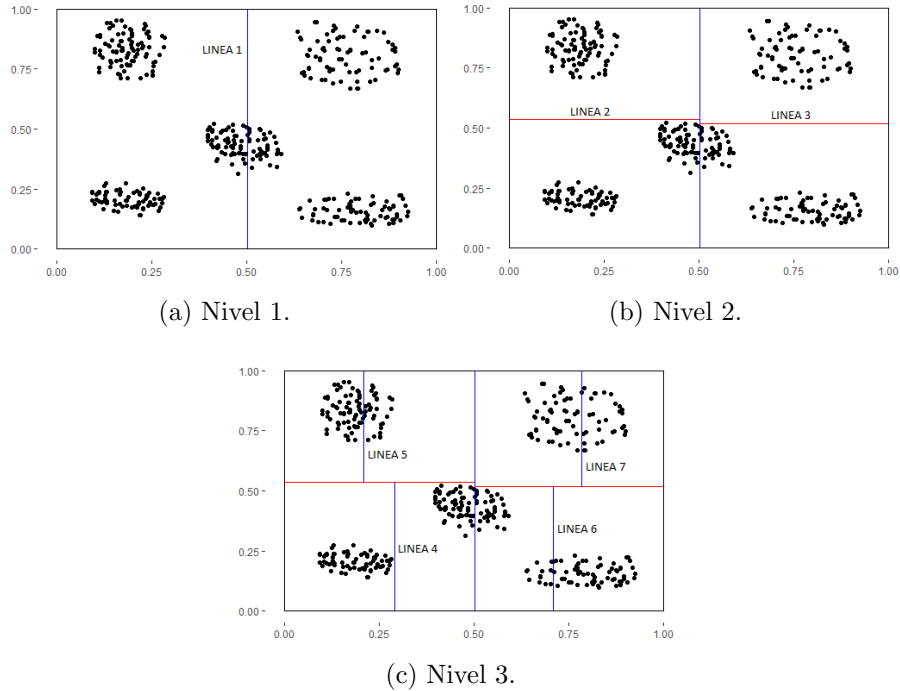 1.00
0.75
0.50
0.25
0.00
LINEA 1
0.00 0.25 0.50 0.75 1.00
(a) Nivel 1.
1.00
0.75
0.50
0.25
0.00
LINEA 2
LINEA 3
0.00 0.25 0.50 0.75 1.00
(b) Nivel 2.
1.00
0.75
0.50
0.25
0.00
LINEA 5
LINEA 7
LINEA 4
LINEA 6
0.00 0.25 0.50 0.75 1.00
(c) Nivel 3.